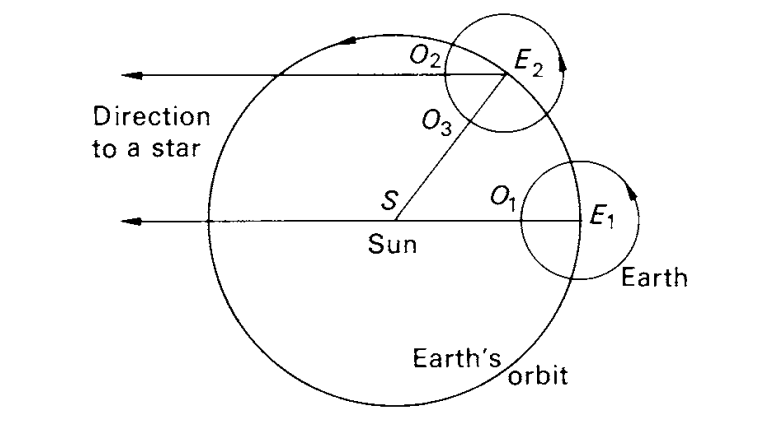 O2
E2
Direction
to a star
O3
S
O1
E1
Sun
Earth
Earth's
orbit